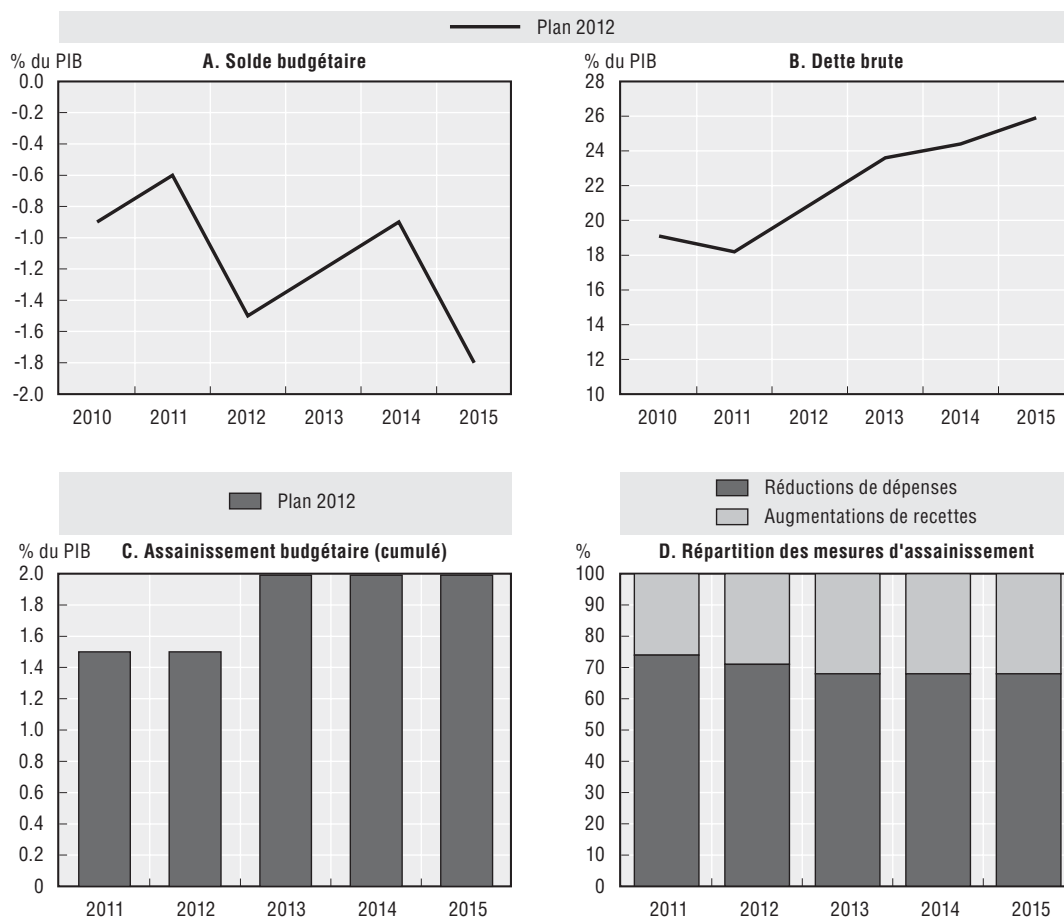 Plan 2012
% du PIB
A. Solde budgétaire
0.0
-0.2
-0.4
-0.6
-0.8
-1.0
-1.2
-1.4
-1.6
-1.8
-2.0
2010 2011 2012 2013 2014 2015
% du PIB
B. Dette brute
28
26
24
22
20
18
16
14
12
10
2010 2011 2012 2013 2014 2015
Plan 2012
% du PIB
C. Assainissement budgétaire (cumulé)
2.0
1.8
1.6
1.4
1.2
1.0
0.8
0.6
0.4
0.2
0
2011 2012 2013 2014 2015
Réductions de dépenses
Augmentations de recettes
%
D. Répartition des mesures d'assainissement
100
90
80
70
60
50
40
30
20
10
0
2011 2012 2013 2014 2015